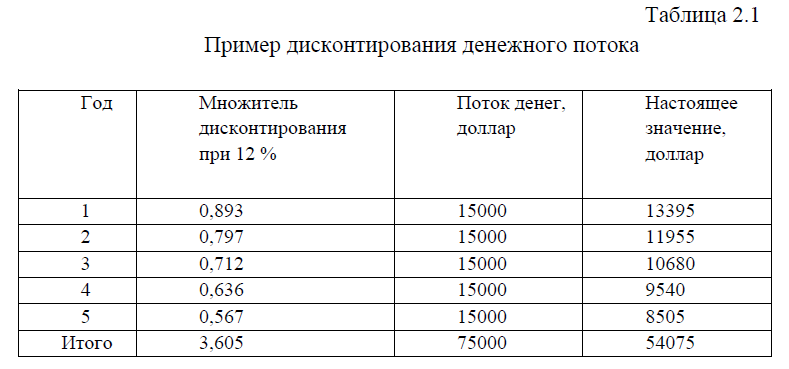 Таблица 2.1
Пример дисконтирования денежного потока
Год Множитель дисконтирования при 12 % Поток денег, доллар Настоящее значение, доллар
1 0,893 15000 13395
2 0,797 15000 11955
3 0,712 15000 10680
4 0,636 15000 9540
5 0,567 15000 8505
Итого 3,605 75000 54075